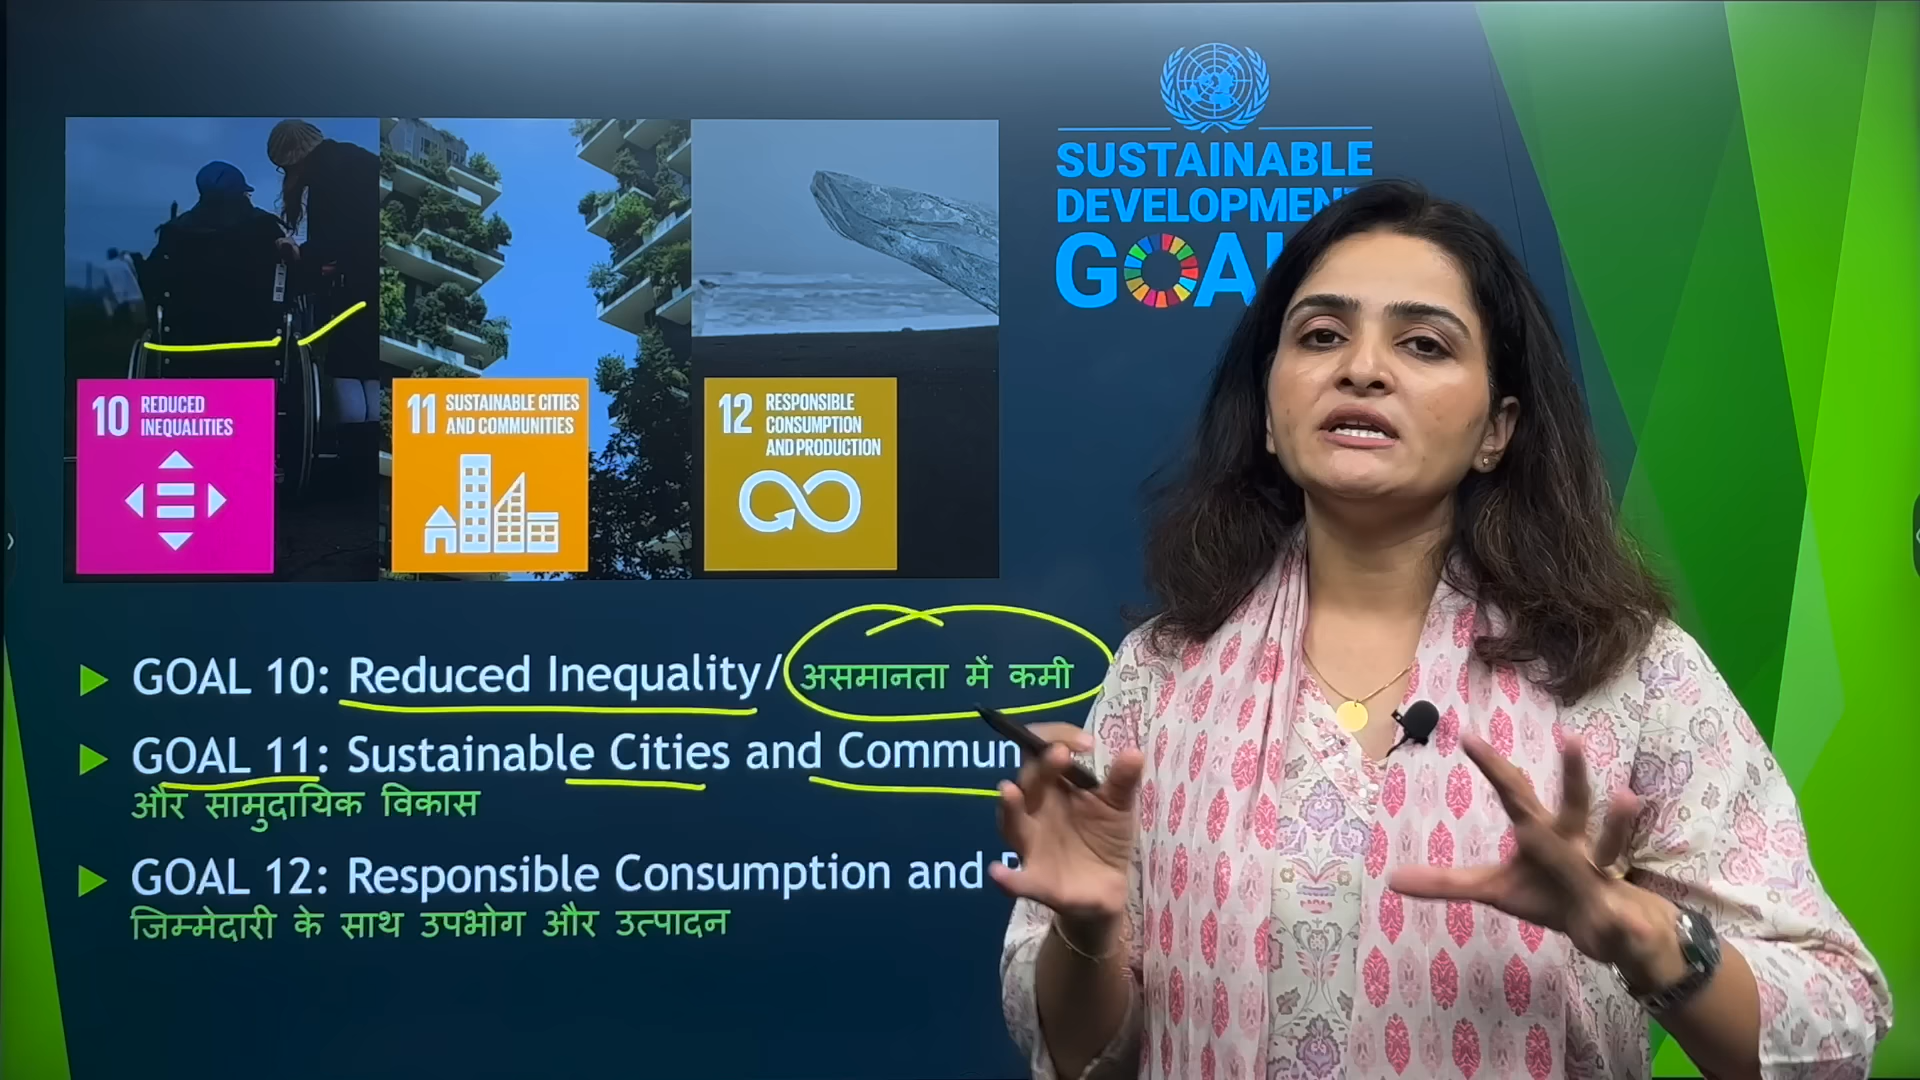 SUSTAINABLE
DEVELOPMENT
10 REDUCED
INEQUALITIES
11 SUSTAINABLE CITIES
AND COMMUNITIES
12 RESPONSIBLE
CONSUMPTION
AND PRODUCTION
GOAL 10: Reduced Inequality/ असमानता में कमी
GOAL 11: Sustainable Cities and
और सामुदायिक विकास
GOAL 12: Responsible Consumption and
जिम्मेदारी के साथ उपभोग और उत्पादन